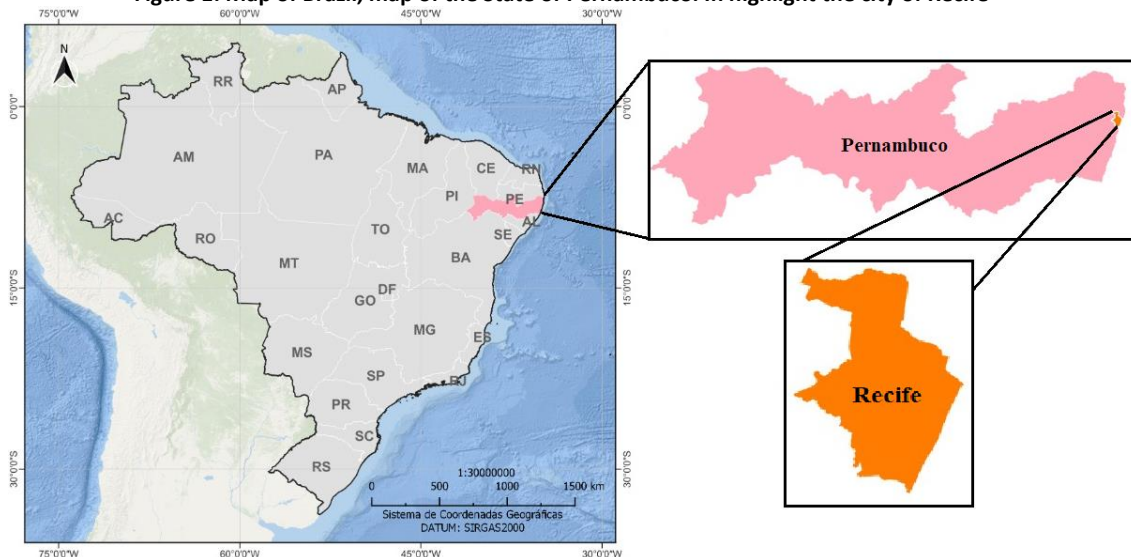 Figure 1: Map of Brazil, map of the state of Pernambuco. In highlight the city of Recife
75°0'0"W 60°0'0"W 45°0'0"W 30°0'0"W
N
RR
AP
0°0'0"
0°0'0"
AM
PA
MA
CE
RN
PI
PE
AC
AL
TO
SE
RO
BA
MT
15°0'0"S
15°0'0"S
DF
GO
MG
ES
MS
SP
RJ
PR
SC
RS
30°0'0"S
30°0'0"S
1:30000000
0 500 1000 1500 km
Sistema de Coordenadas Geográficas
DATUM: SIRGAS2000
75°0'0"W 60°0'0"W 45°0'0"W 30°0'0"W
Pernambuco
Recife